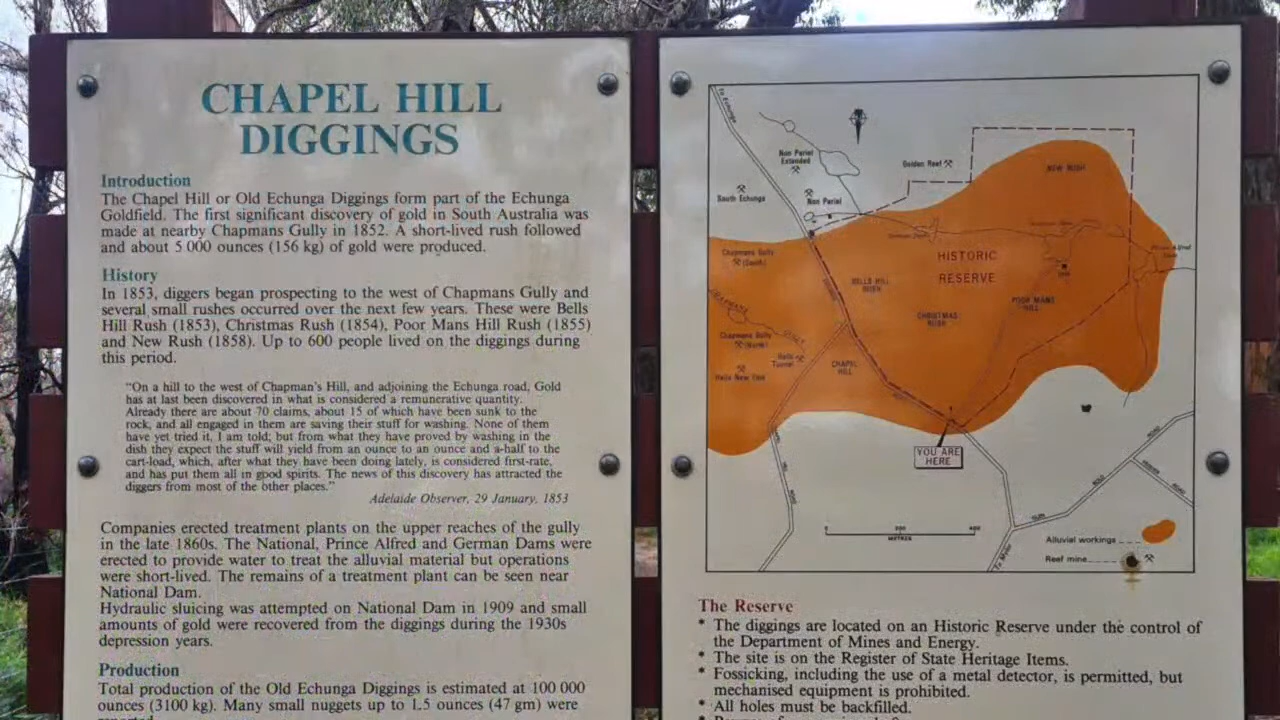 CHAPEL HILL
DIGGINGS
Introduction
The Chapel Hill or Old Echunga Diggings form part of the Echunga
Goldfield. The first significant discovery of gold in South Australia was
made at nearby Chapmans Gully in 1852. A short-lived rush followed
and about 5 000 ounces (156 kg) of gold were produced.
History
In 1853, diggers began prospecting to the west of Chapmans Gully and
several small rushes occurred over the next few years. These were Bells
Hill Rush (1853), Christmas Rush (1854), Poor Mans Hill Rush (1855)
and New Rush (1858). Up to 600 people lived on the diggings during
this period.
“On a hill to the west of Chapman's Hill, and adjoining the Echunga road, Gold
has at last been discovered in what is considered a remunerative quantity.
Already there are about 70 claims, about 15 of which have been sunk to the
rock, and all engaged in them are saving their stuff for washing. None of them
have yet tried it, I am told; but from what they have proved by washing in the
dish they expect the stuff will yield from an ounce to an ounce and a-half to the
cart-load, which, after what they have been doing lately, is considered first-rate,
and has put them all in good spirits. The news of this discovery has attracted the
diggers from most of the other places.”
Adelaide Observer, 29 January, 1853
Companies erected treatment plants on the upper reaches of the gully
in the late 1860s. The National, Prince Alfred and German Dams were
erected to provide water to treat the alluvial material but operations
were short-lived. The remains of a treatment plant can be seen near
National Dam.
Hydraulic sluicing was attempted on National Dam in 1909 and small
amounts of gold were recovered from the diggings during the 1930s
depression years.
Production
Total production of the Old Echunga Diggings is estimated at 100 000
ounces (3100 kg). Many small nuggets up to 1.5 ounces (47 gm) were
To Echunga
Non Pariel
Extended
Golden Reef
NEW RUSH
South Echunga
Non Pariel
Chapmans Gully
(South)
HISTORIC
RESERVE
BELLS HILL
RUSH
POOR MANS
HILL
CHRISTMAS
RUSH
Chapmans Gully
(North)
Bells
Tunnel
CHAPEL
HILL
YOU ARE
HERE
200
400
METRES
ROAD
Alluvial workings
Reef mine
The Reserve
* The diggings are located on an Historic Reserve under the control of
the Department of Mines and Energy.
* The site is on the Register of State Heritage Items.
* Fossicking, including the use of a metal detector, is permitted, but
mechanised equipment is prohibited.
* All holes must be backfilled.